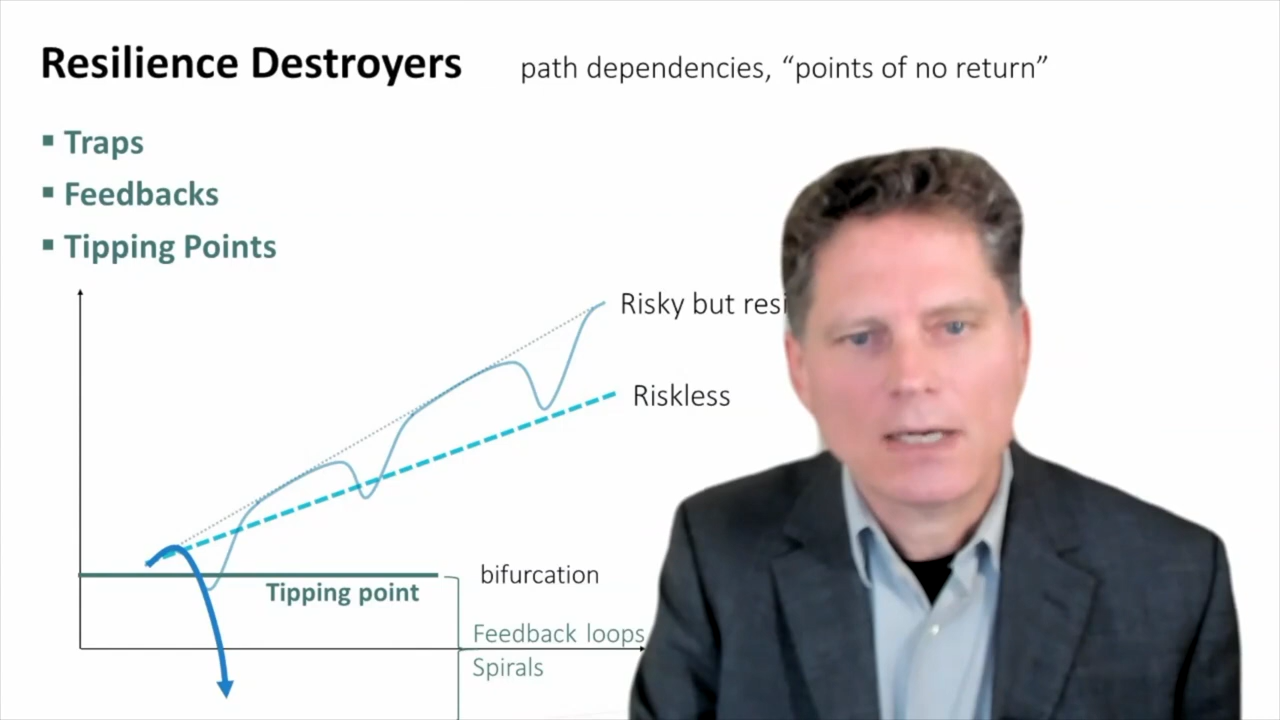 Resilience Destroyers path dependencies, “points of no return”
▪ Traps
▪ Feedbacks
▪ Tipping Points
Risky but
Riskless
bifurcation
Tipping point
Feedback loops
Spirals